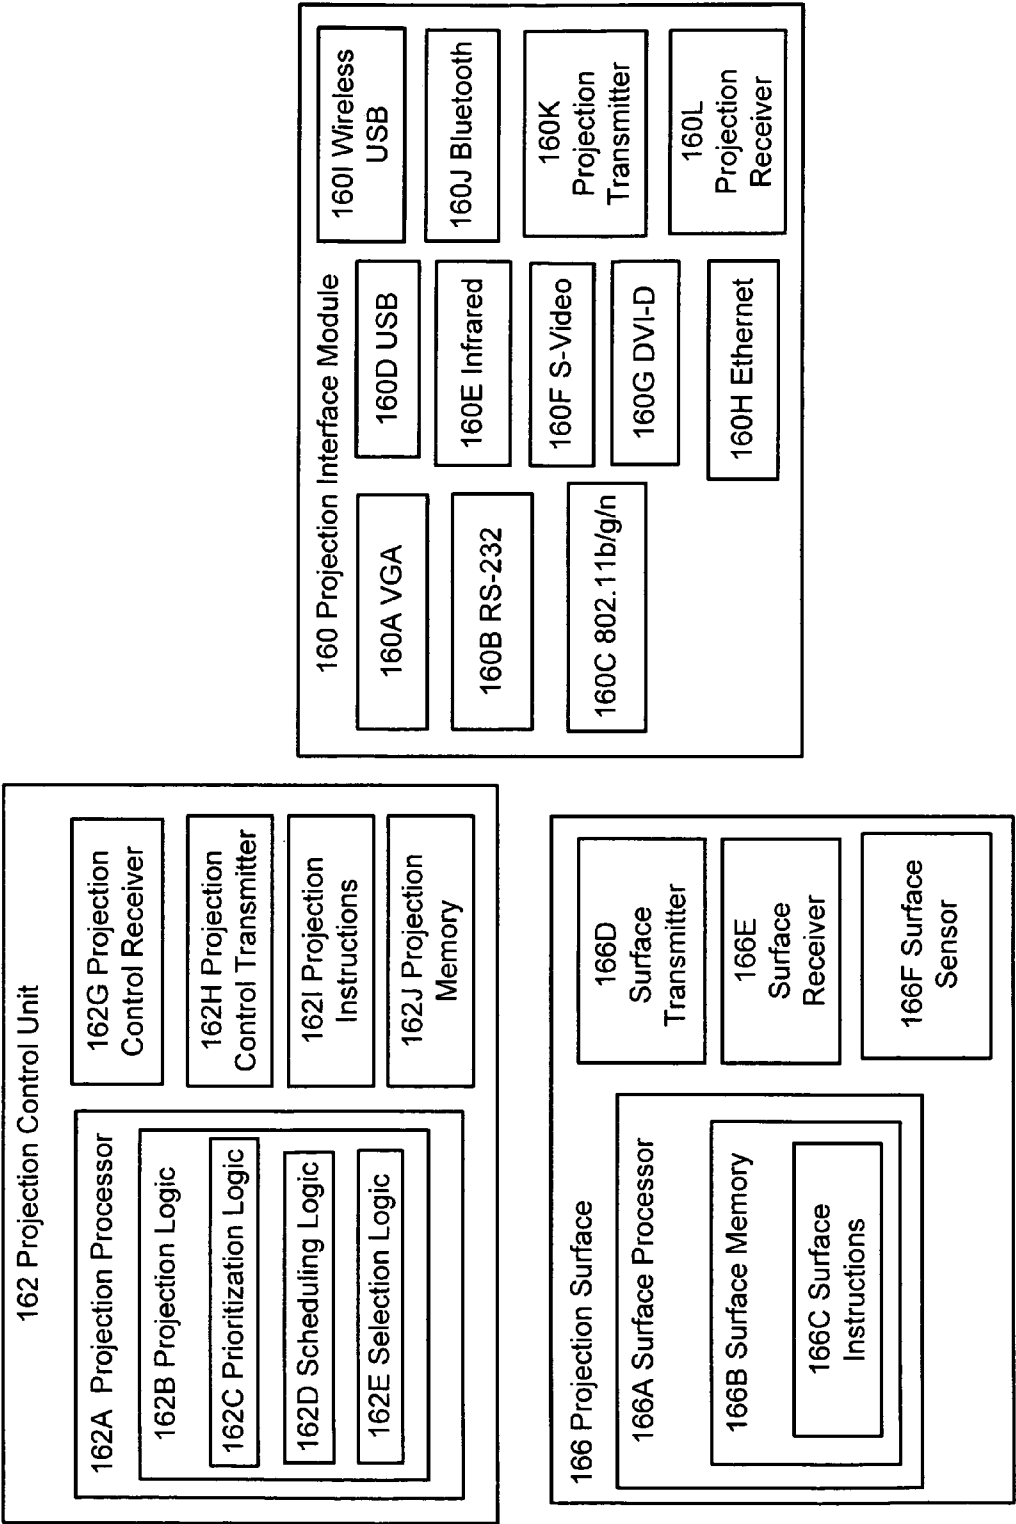 162 Projection Control Unit
162A Projection Processor
162B Projection Logic
162C Prioritization Logic
162D Scheduling Logic
162E Selection Logic
162G Projection
Control Receiver
162H Projection
Control Transmitter
162I Projection
Instructions
162J Projection
Memory
166 Projection Surface
166A Surface Processor
166B Surface Memory
166C Surface
Instructions
166D
Surface
Transmitter
166E
Surface
Receiver
166F Surface
Sensor
160 Projection Interface Module
160A VGA
160B RS-232
160C 802.11b/g/n
160D USB
160E Infrared
160F S-Video
160G DVI-D
160H Ethernet
160I Wireless
USB
160J Bluetooth
160K
Projection
Transmitter
160L
Projection
Receiver